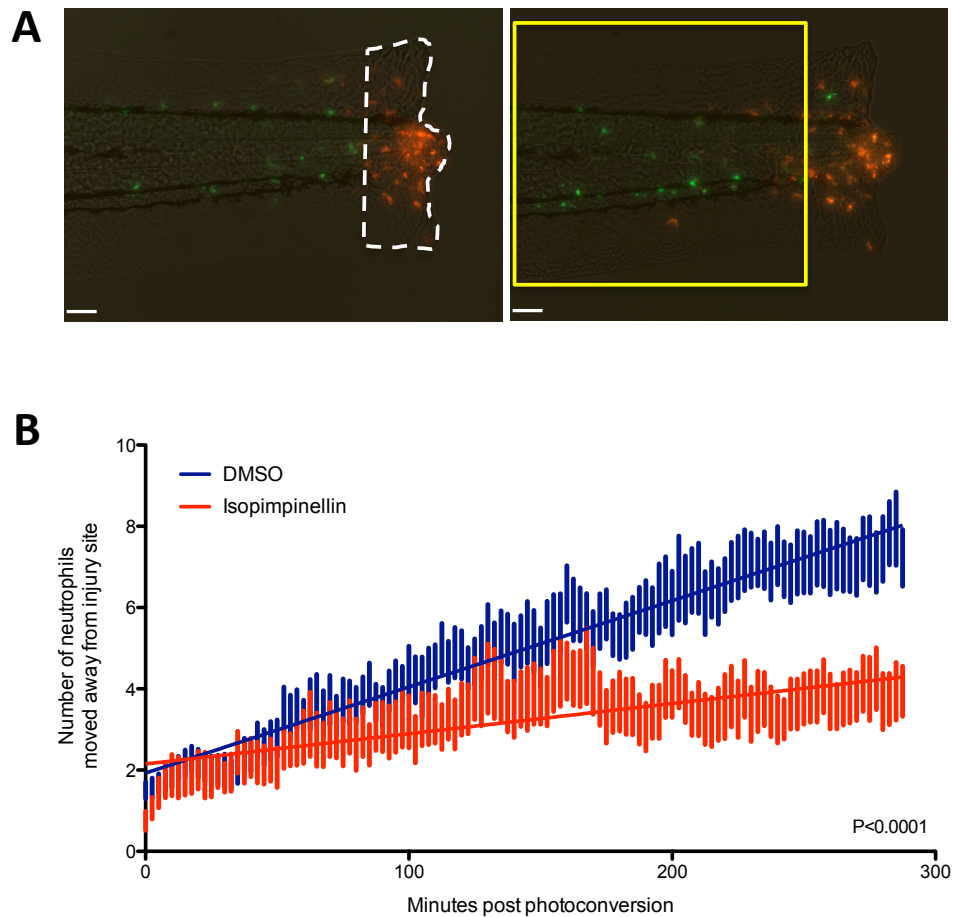 A
B
10
8
6
4
2
0
Number of neutrophils
moved away from injury site
DMSO
Isopimpinellin
P<0.0001
0
100
200
300
Minutes post photoconversion